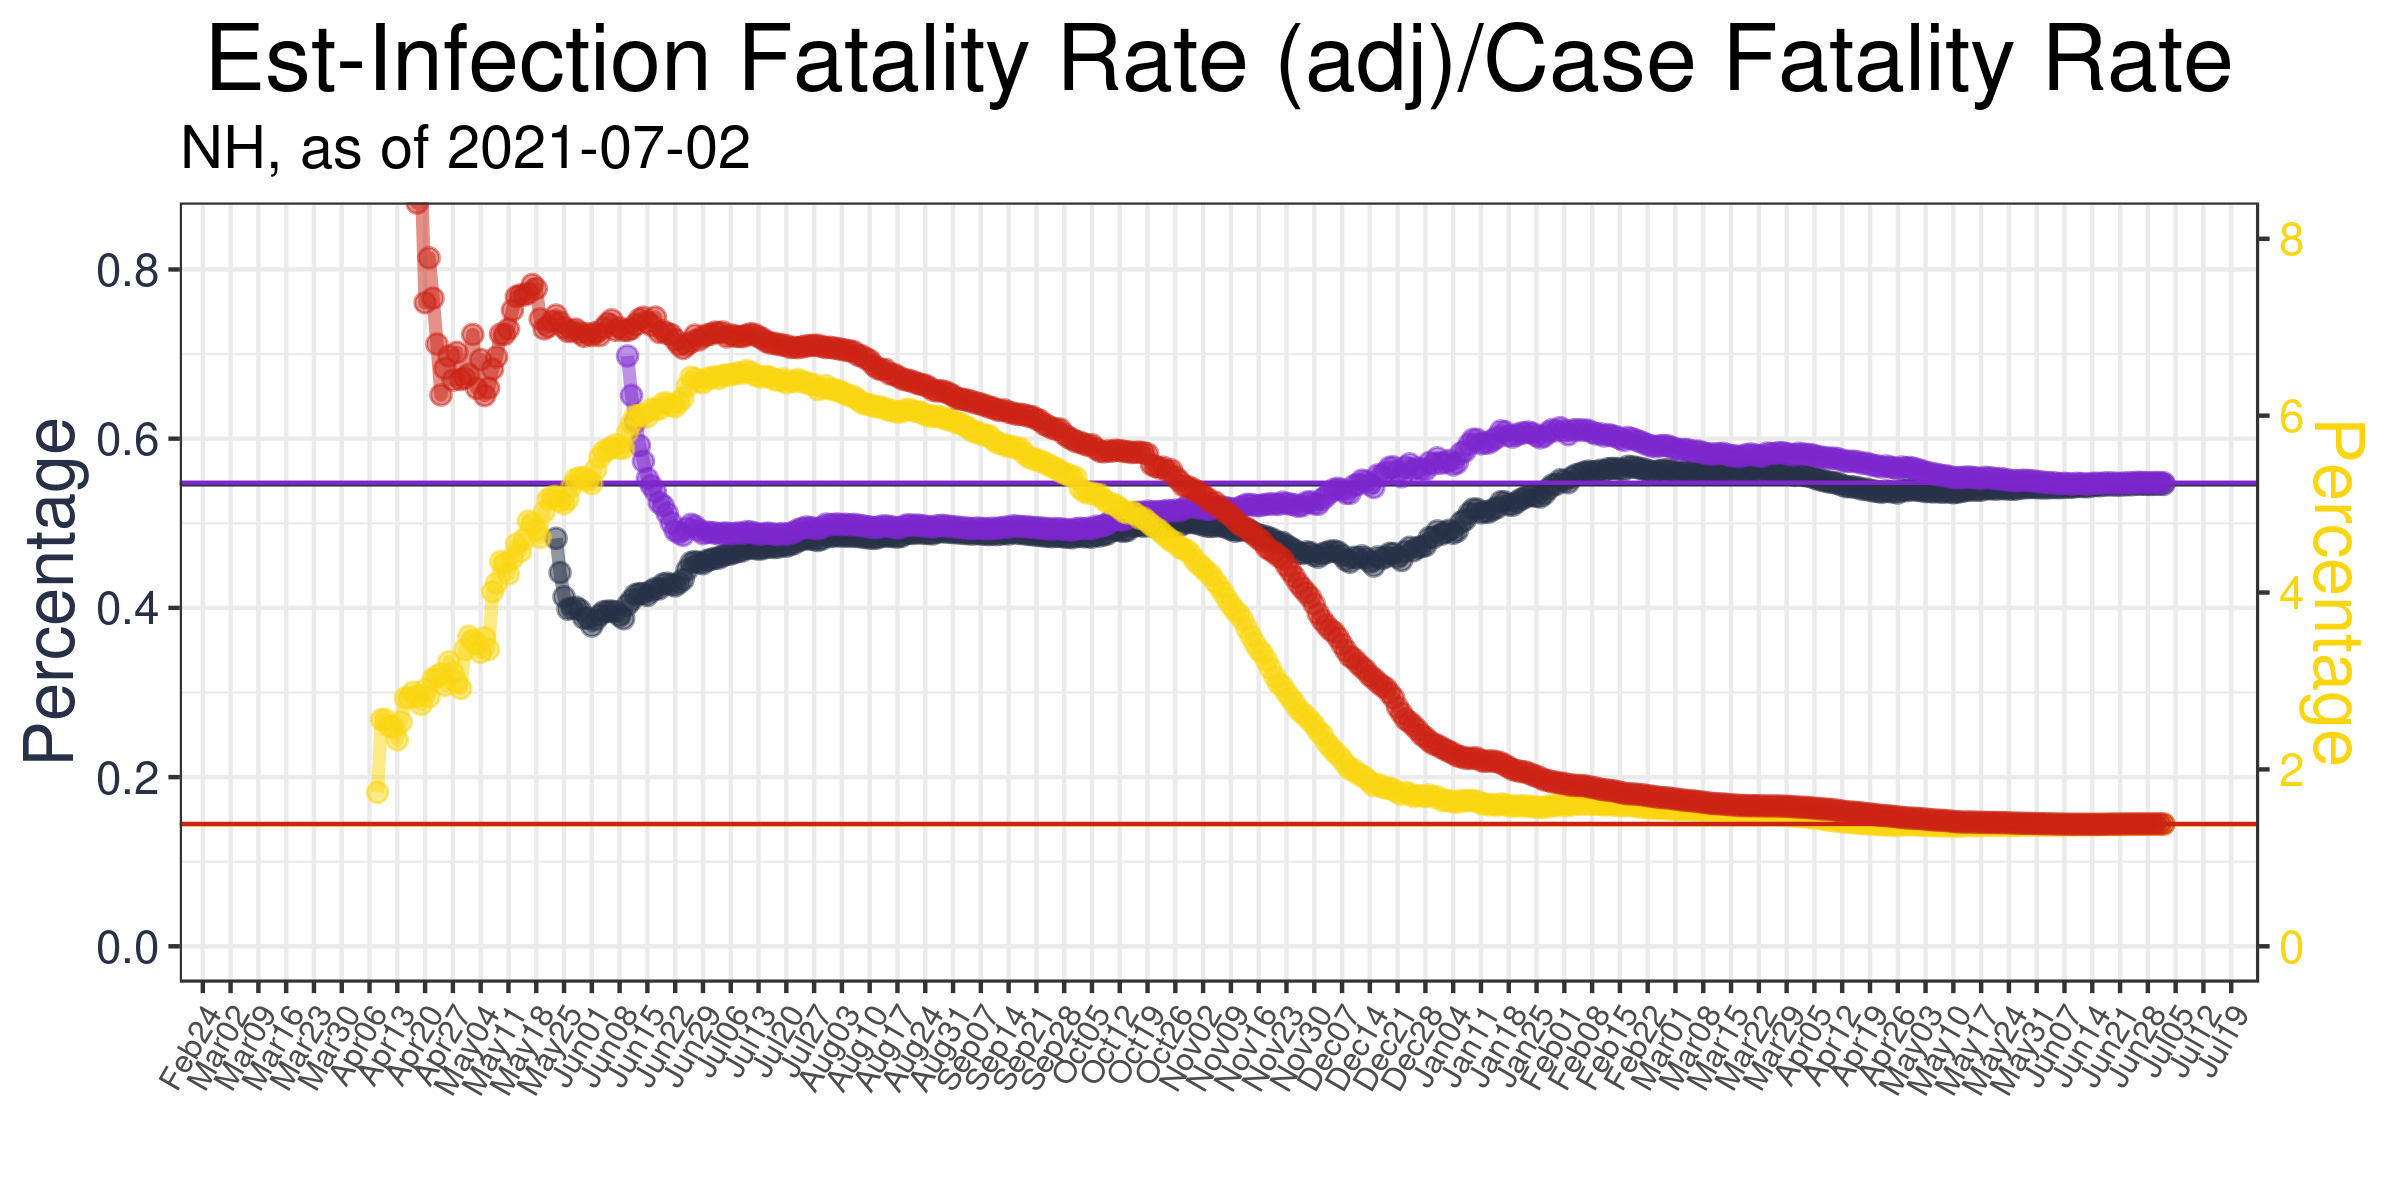 Est-Infection Fatality Rate (adj)/Case Fatality Rate
NH, as of 2021-07-02
Percentage
0.8
0.6
0.4
0.2
0.0
8
6
4
2
0
Percentage
Feb24
Mar02
Mar09
Mar16
Mar23
Mar30
Apr06
Apr13
Apr20
Apr27
May04
May11
May18
May25
Jun01
Jun08
Jun15
Jun22
Jun29
Jul06
Jul13
Jul20
Jul27
Aug03
Aug10
Aug17
Aug24
Aug31
Sep07
Sep14
Sep21
Sep28
Oct05
Oct12
Oct19
Oct26
Nov02
Nov09
Nov16
Nov23
Nov30
Dec07
Dec14
Dec21
Dec28
Jan04
Jan11
Jan18
Jan25
Feb01
Feb08
Feb15
Feb22
Mar01
Mar08
Mar15
Mar22
Mar29
Apr05
Apr12
Apr19
Apr26
May03
May10
May17
May24
May31
Jun07
Jun14
Jun21
Jun28
Jul05
Jul12
Jul19